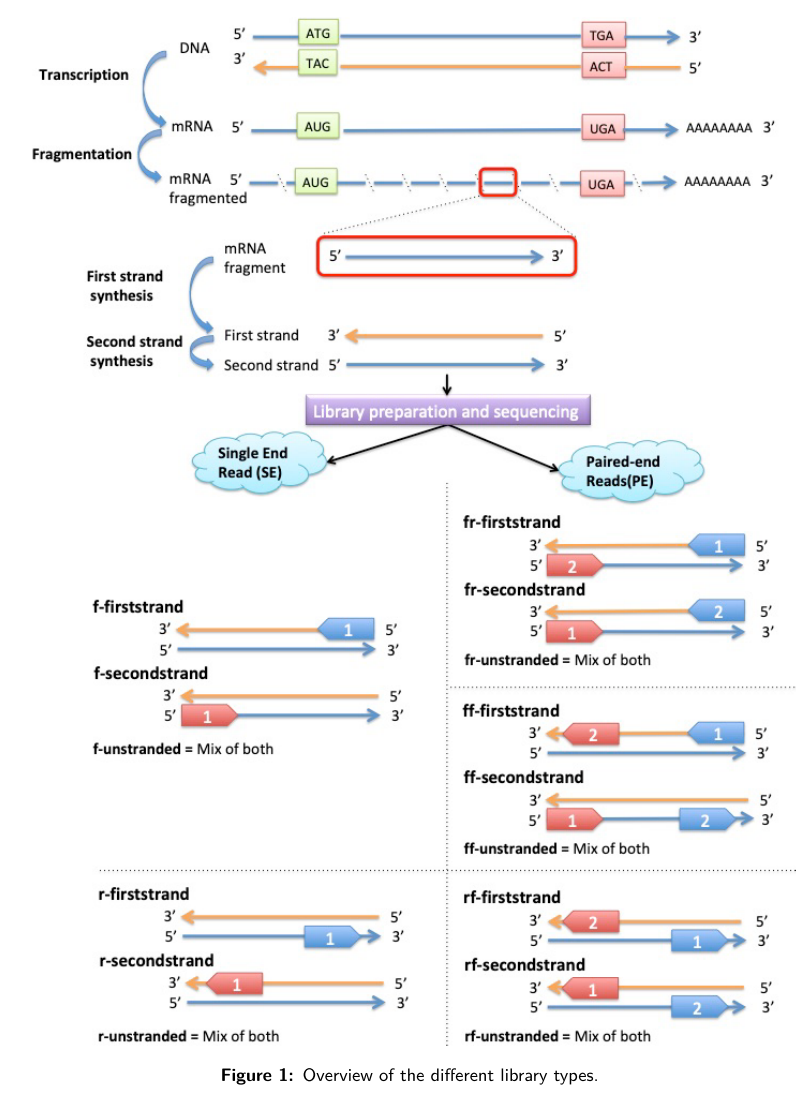 5’ ATG TGA 3’
DNA
3’ TAC ACT 5’
Transcription
mRNA 5’ AUG UGA AAAAAAAA 3’
Fragmentation
mRNA 5’ AUG UGA AAAAAAAA 3’
fragmented
mRNA
fragment
5’ 3’
First strand
synthesis
First strand 3’ 5’
Second strand
synthesis
Second strand 5’ 3’
Library preparation and sequencing
Single End
Read (SE)
Paired-end
Reads(PE)
f-firststrand
3’ 1 5’
5’ 3’
f-secondstrand
3’ 5’
5’ 1 3’
f-unstranded = Mix of both
fr-firststrand
3’ 1 5’
5’ 2 3’
fr-secondstrand
3’ 2 5’
5’ 1 3’
fr-unstranded = Mix of both
ff-firststrand
3’ 2 1 5’
5’ 3’
ff-secondstrand
3’ 5’
5’ 1 2 3’
ff-unstranded = Mix of both
r-firststrand
3’ 5’
5’ 1 3’
r-secondstrand
3’ 1 5’
5’ 3’
r-unstranded = Mix of both
rf-firststrand
3’ 2 5’
5’ 1 3’
rf-secondstrand
3’ 1 5’
5’ 2 3’
rf-unstranded = Mix of both
Figure 1: Overview of the different library types.